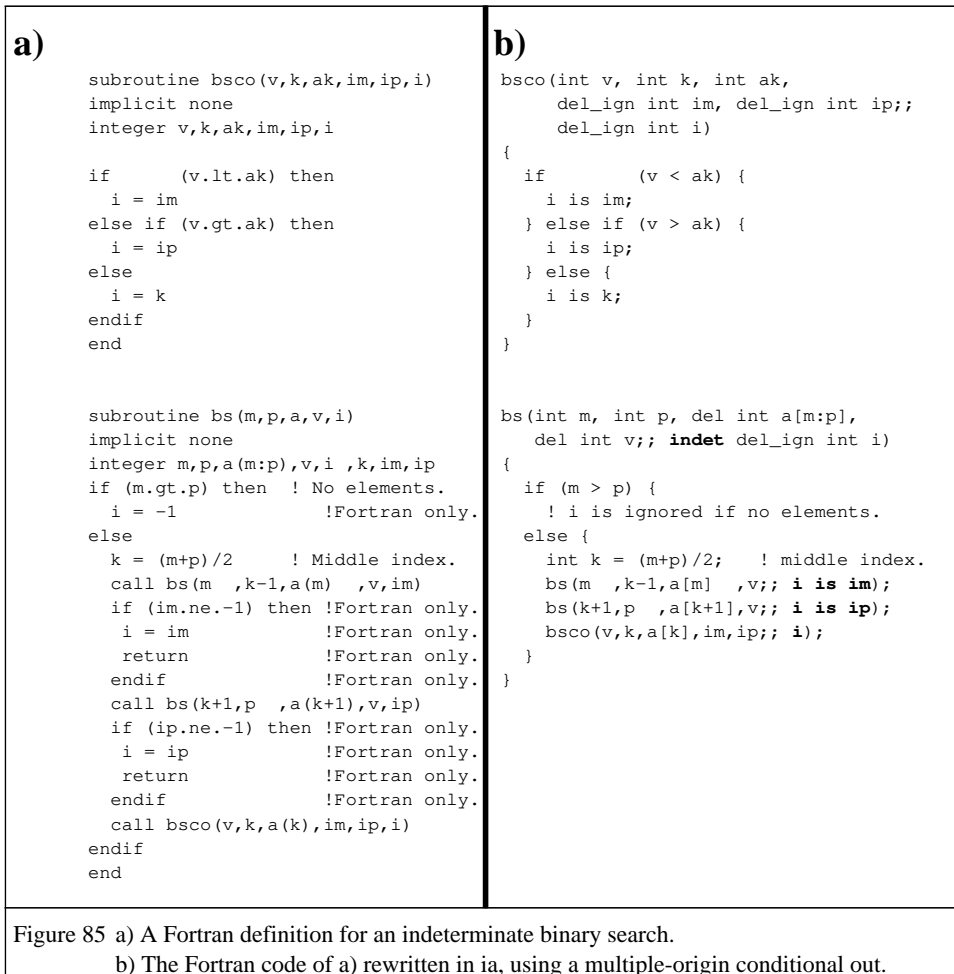 a)
subroutine bsco(v,k,ak,im,ip,i)
implicit none
integer v,k,ak,im,ip,i
if      (v.lt.ak) then
  i = im
else if (v.gt.ak) then
  i = ip
else
  i = k
endif
end
subroutine bs(m,p,a,v,i)
implicit none
integer m,p,a(m:p),v,i ,k,im,ip
if (m.gt.p) then  ! No elements.
  i = -1             !Fortran only.
else
  k = (m+p)/2     ! Middle index.
  call bs(m  ,k-1,a(m)  ,v,im)
  if (im.ne.-1) then !Fortran only.
   i = im            !Fortran only.
   return            !Fortran only.
  endif              !Fortran only.
  call bs(k+1,p  ,a(k+1),v,ip)
  if (ip.ne.-1) then !Fortran only.
   i = ip            !Fortran only.
   return            !Fortran only.
  endif              !Fortran only.
  call bsco(v,k,a(k),im,ip,i)
endif
end
b)
bsco(int v, int k, int ak,
     del_ign int im, del_ign int ip;;
     del_ign int i)
{
  if        (v < ak) {
    i is im;
  } else if (v > ak) {
    i is ip;
  } else {
    i is k;
  }
}
bs(int m, int p, del int a[m:p],
   del int v;; indet del_ign int i)
{
  if (m > p) {
    ! i is ignored if no elements.
  else {
    int k = (m+p)/2;   ! middle index.
    bs(m  ,k-1,a[m]  ,v;; i is im);
    bs(k+1,p  ,a[k+1],v;; i is ip);
    bsco(v,k,a[k],im,ip;; i);
  }
}
Figure 85 a) A Fortran definition for an indeterminate binary search.
b) The Fortran code of a) rewritten in ia, using a multiple-origin conditional out.